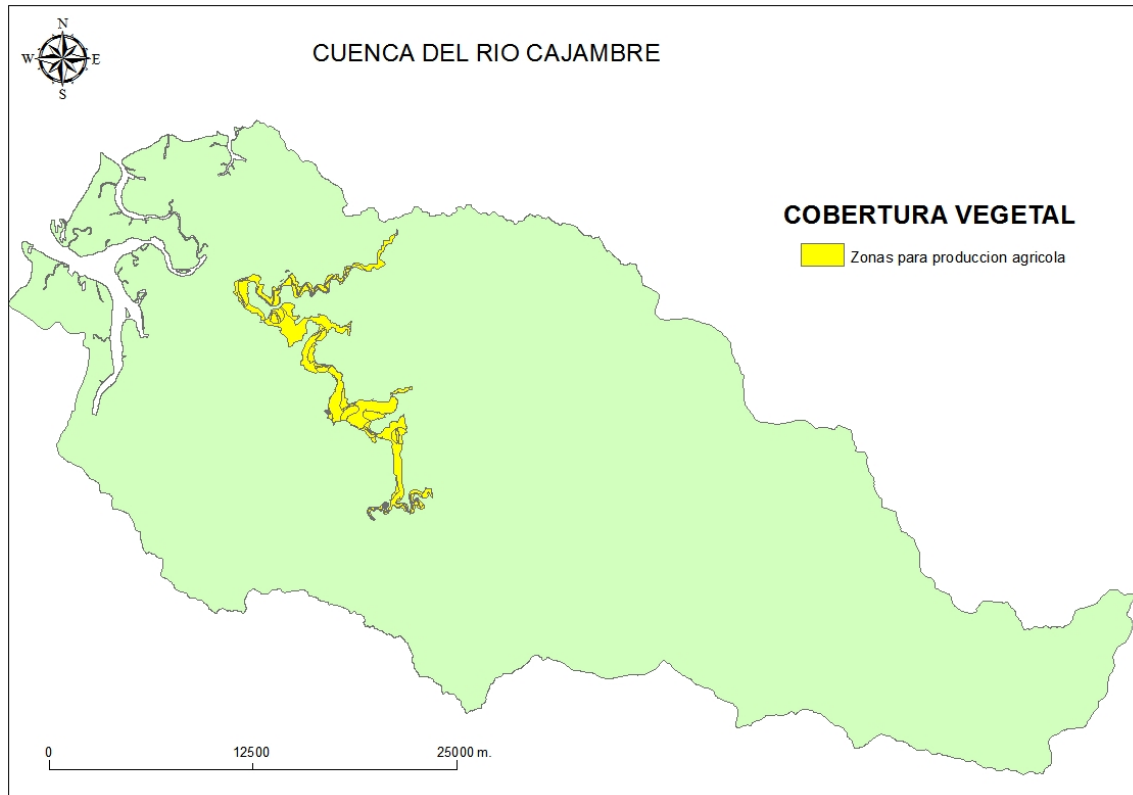 N
W E
S
CUENCA DEL RIO CAJAMBRE
COBERTURA VEGETAL
Zonas para produccion agricola
0 12500 25000 m.